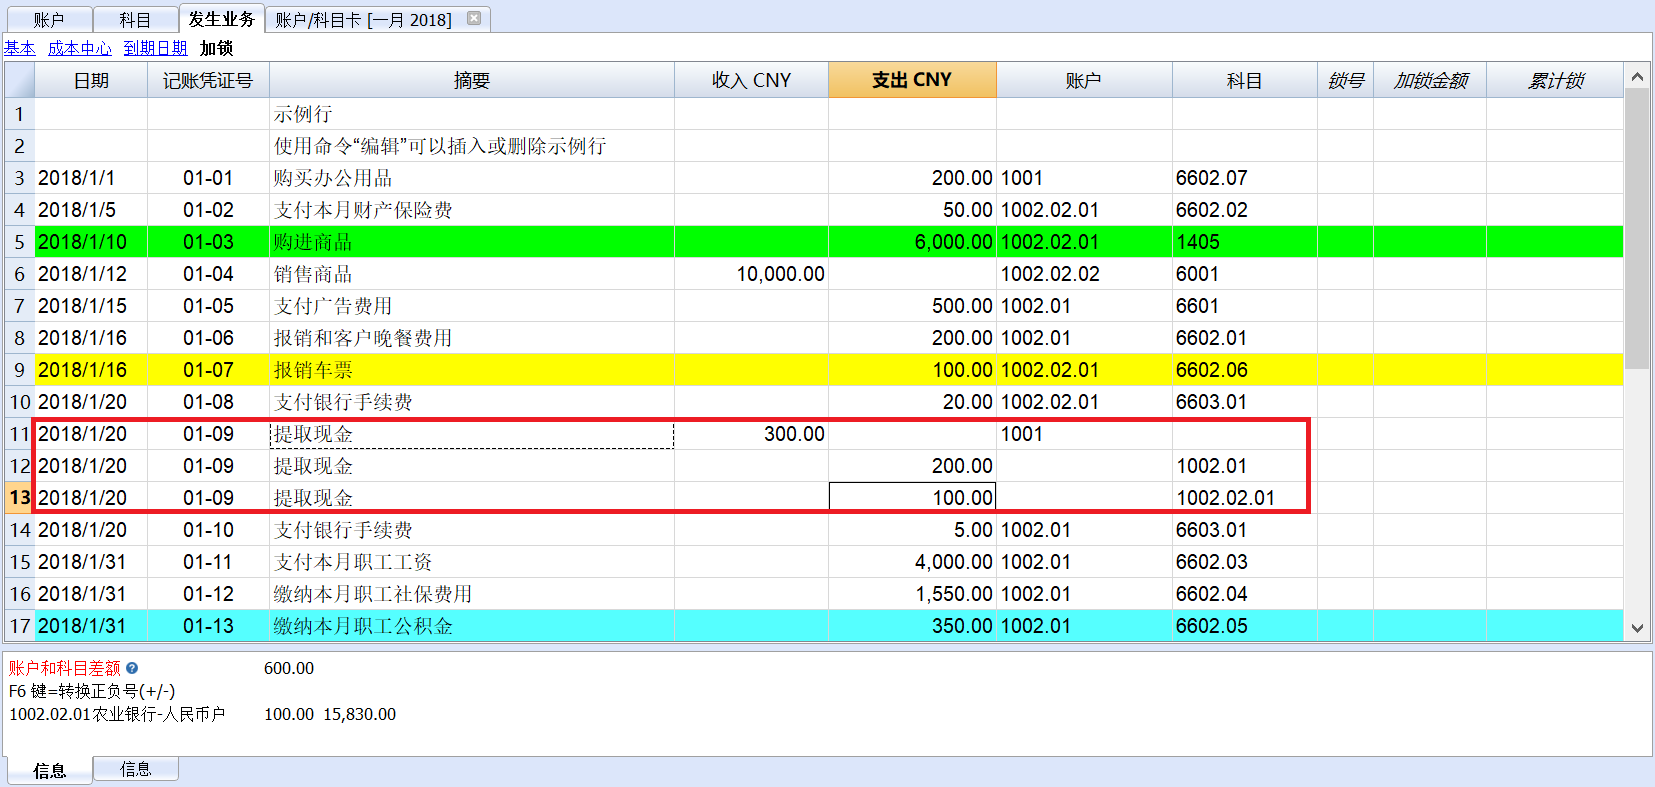 账户 科目 发生业务 账户/科目卡 [一月 2018]
基本 成本中心 到期日期 加锁
日期 记账凭证号 摘要 收入 CNY 支出 CNY 账户 科目 锁号 加锁金额 累计锁
1 示例行
2 使用命令“编辑”可以插入或删除示例行
3 2018/1/1 01-01 购买办公用品 200.00 1001 6602.07
4 2018/1/5 01-02 支付本月财产保险费 50.00 1002.02.01 6602.02
5 2018/1/10 01-03 购进商品 6,000.00 1002.02.01 1405
6 2018/1/12 01-04 销售商品 10,000.00 1002.02.02 6001
7 2018/1/15 01-05 支付广告费用 500.00 1002.01 6601
8 2018/1/16 01-06 报销和客户晚餐费用 200.00 1002.01 6602.01
9 2018/1/16 01-07 报销车票 100.00 1002.02.01 6602.06
10 2018/1/20 01-08 支付银行手续费 20.00 1002.02.01 6603.01
11 2018/1/20 01-09 提取现金 300.00 1001
12 2018/1/20 01-09 提取现金 200.00 1002.01
13 2018/1/20 01-09 提取现金 100.00 1002.02.01
14 2018/1/20 01-10 支付银行手续费 5.00 1002.01 6603.01
15 2018/1/31 01-11 支付本月职工工资 4,000.00 1002.01 6602.03
16 2018/1/31 01-12 缴纳本月职工社保费用 1,550.00 1002.01 6602.04
17 2018/1/31 01-13 缴纳本月职工公积金 350.00 1002.01 6602.05
账户和科目差额 ? 600.00
F6 键=转换正负号(+/-)
1002.02.01农业银行-人民币户 100.00 15,830.00
信息 信息